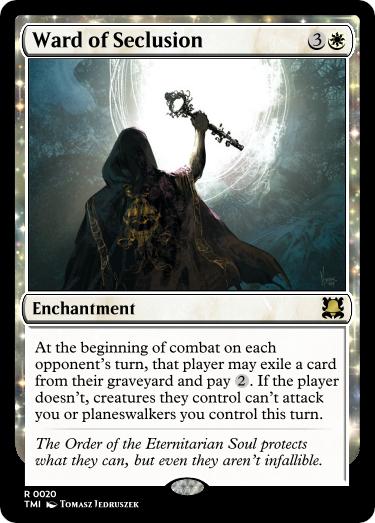 Ward of Seclusion 3
Enchantment
At the beginning of combat on each
opponent's turn, that player may exile a card
from their graveyard and pay 2. If the player
doesn't, creatures they control can't attack
you or planeswalkers you control this turn.
The Order of the Eternitarian Soul protects
what they can, but even they aren't infallible.
R 0020
TMI Tomasz Jedruszek